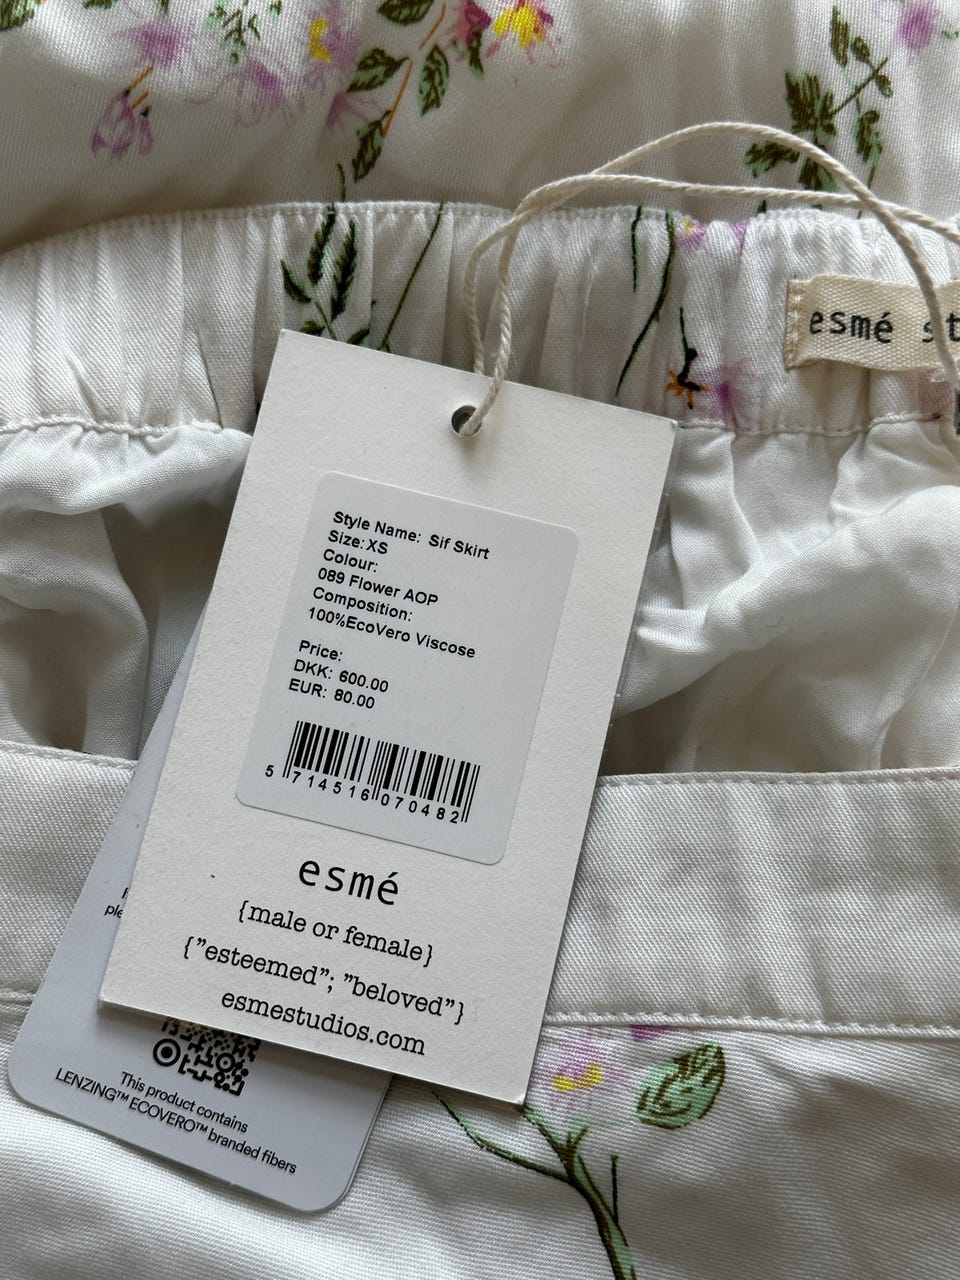 esmé st
Style Name: Sif Skirt
Size: XS
Colour:
089 Flower AOP
Composition:
100%EcoVero Viscose
Price:
DKK: 600.00
EUR: 80.00
5 714516 070482
esmé
{male or female}
{"esteemed"; "beloved"}
esmestudios.com
This product contains
LENZING™ ECOVERO™ branded fibers